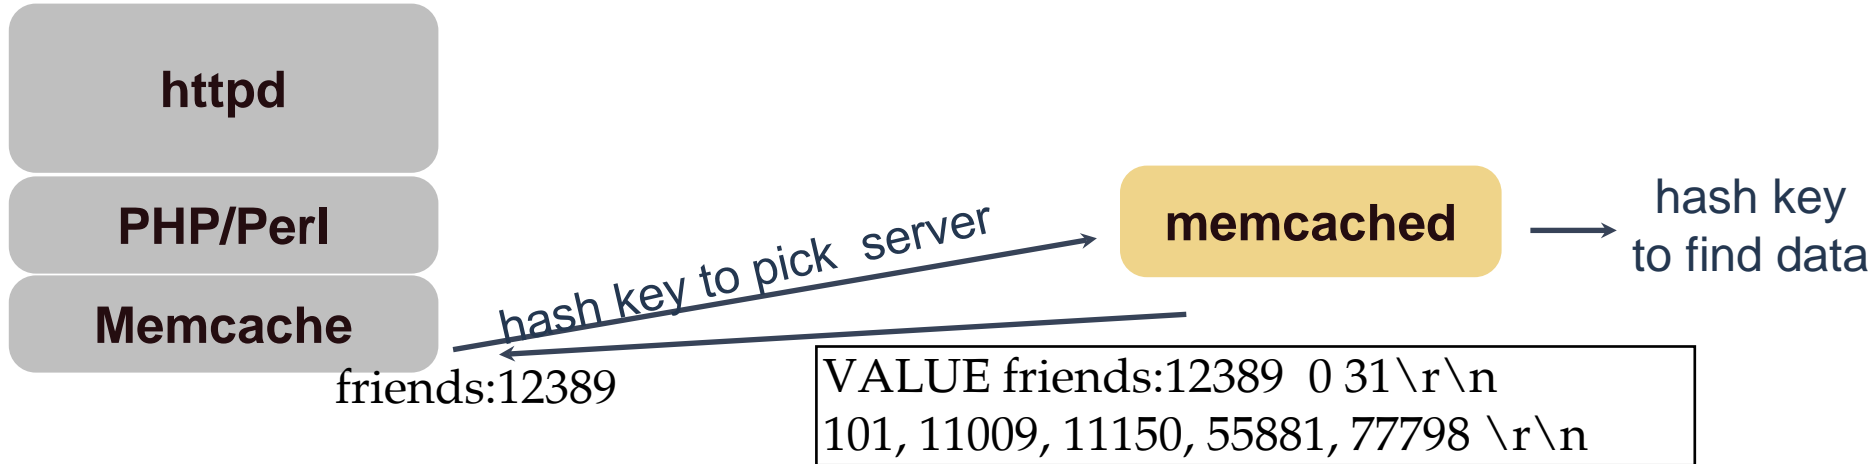 httpd
PHP/Perl
Memcache
friends:12389
hash key to pick server
memcached
hash key
to find data
VALUE friends:12389 0 31\r\n
101, 11009, 11150, 55881, 77798 \r\n